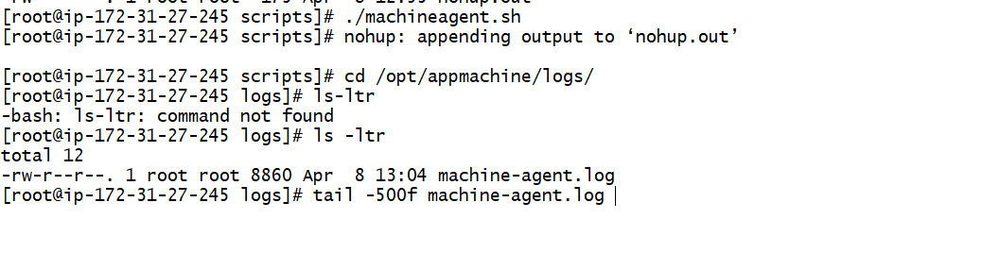 [root@ip-172-31-27-245 scripts]# ./machineagent.sh
[root@ip-172-31-27-245 scripts]# nohup: appending output to ‘nohup.out’
[root@ip-172-31-27-245 scripts]# cd /opt/appmachine/logs/
[root@ip-172-31-27-245 logs]# ls-ltr
-bash: ls-ltr: command not found
[root@ip-172-31-27-245 logs]# ls -ltr
total 12
-rw-r--r--. 1 root root 8860 Apr  8 13:04 machine-agent.log
[root@ip-172-31-27-245 logs]# tail -500f machine-agent.log